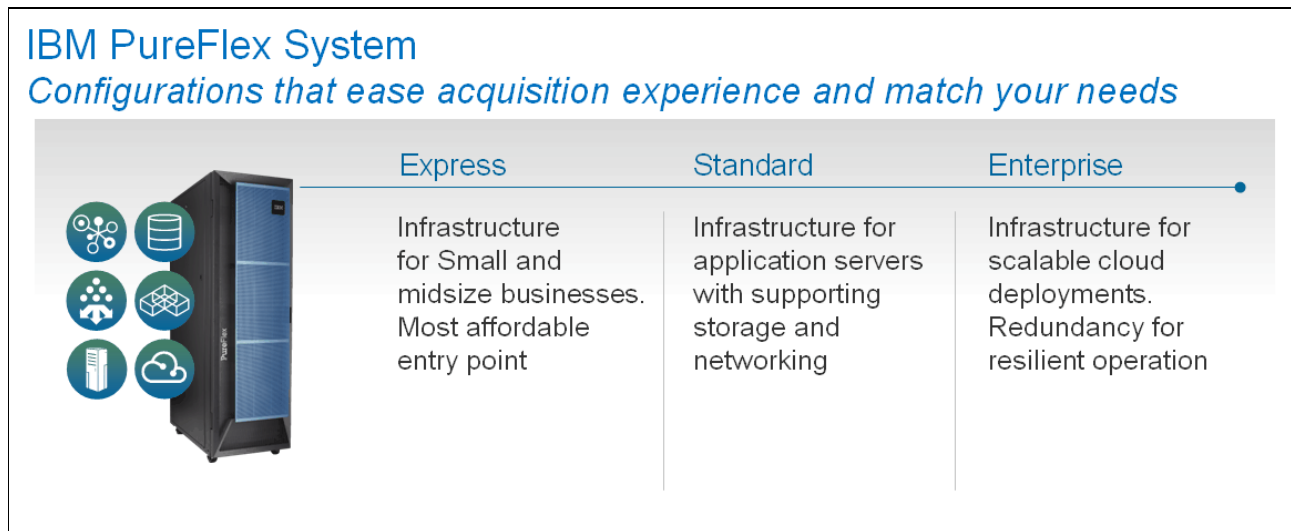 IBM PureFlex System
Configurations that ease acquisition experience and match your needs
Express
Infrastructure
for Small and
midsize businesses.
Most affordable
entry point
Standard
Infrastructure for
application servers
with supporting
storage and
networking
Enterprise
Infrastructure for
scalable cloud
deployments.
Redundancy for
resilient operation
PureFlex
IBM